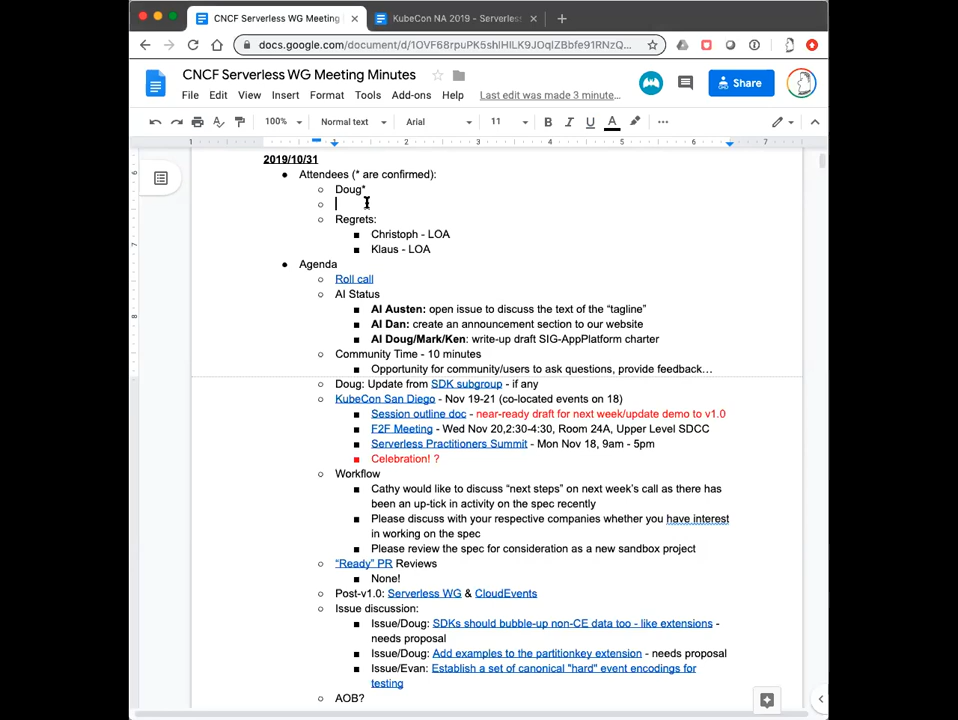 CNCF Serverless WG Meeting
KubeCon NA 2019 - Serverless
docs.google.com/document/d/1OVF68rpuPK5shlHILK9JOqIZBbfe91RNzQ...
CNCF Serverless WG Meeting Minutes
File Edit View Insert Format Tools Add-ons Help Last edit was made 3 minute...
Share
100% Normal text Arial 11 B I U A
1 1 2 3 4 5 6 7
2019/10/31
Attendees (* are confirmed):
Doug*
Regrets:
Christoph - LOA
Klaus - LOA
Agenda
Roll call
AI Status
AI Austen: open issue to discuss the text of the “tagline”
AI Dan: create an announcement section to our website
AI Doug/Mark/Ken: write-up draft SIG-AppPlatform charter
Community Time - 10 minutes
Opportunity for community/users to ask questions, provide feedback…
Doug: Update from SDK subgroup - if any
KubeCon San Diego - Nov 19-21 (co-located events on 18)
Session outline doc - near-ready draft for next week/update demo to v1.0
F2F Meeting - Wed Nov 20,2:30-4:30, Room 24A, Upper Level SDCC
Serverless Practitioners Summit - Mon Nov 18, 9am - 5pm
Celebration! ?
Workflow
Cathy would like to discuss “next steps” on next week’s call as there has
been an up-tick in activity on the spec recently
Please discuss with your respective companies whether you have interest
in working on the spec
Please review the spec for consideration as a new sandbox project
“Ready” PR Reviews
None!
Post-v1.0: Serverless WG & CloudEvents
Issue discussion:
Issue/Doug: SDKs should bubble-up non-CE data too - like extensions -
needs proposal
Issue/Doug: Add examples to the partitionkey extension - needs proposal
Issue/Evan: Establish a set of canonical "hard" event encodings for
testing
AOB?